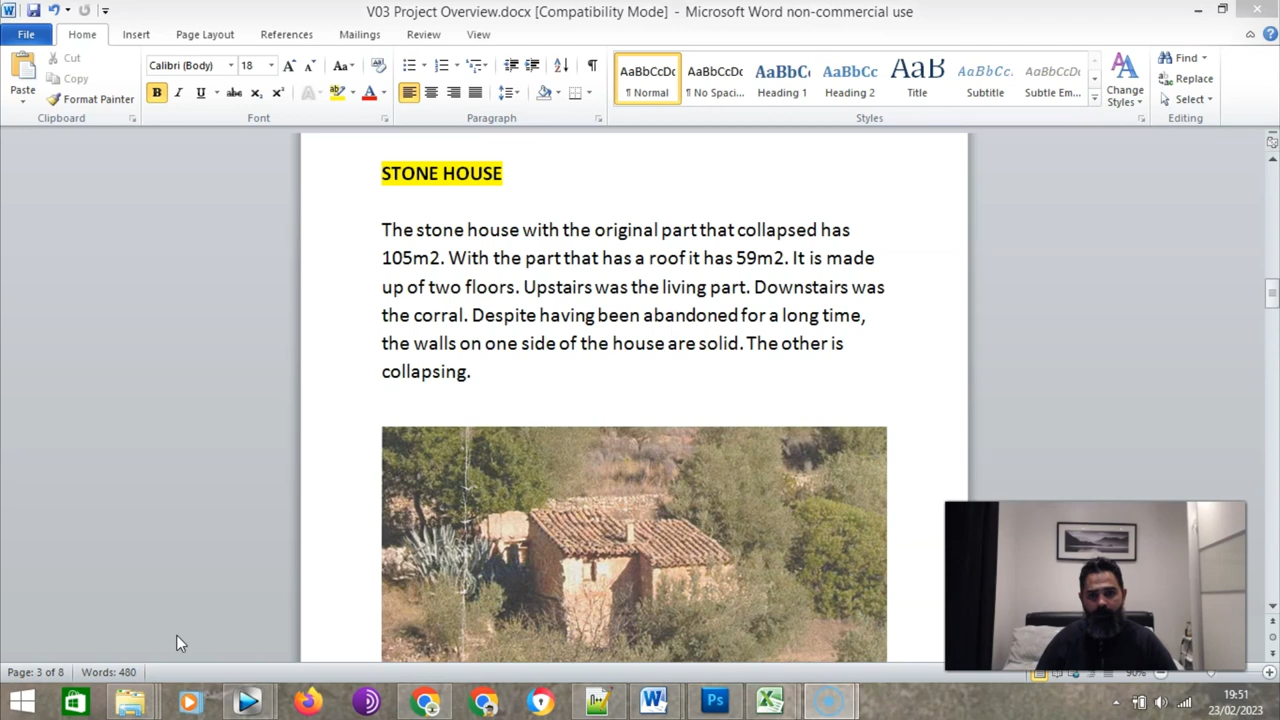 V03 Project Overview.docx [Compatibility Mode] - Microsoft Word non-commercial use
File Home Insert Page Layout References Mailings Review View
Cut
Copy
Format Painter
Paste
Clipboard
Calibri (Body) 18
Font
Paragraph
AaBbCcDc AaBbCcDc AaBbC AaBbCc AaB AaBbCc. AaBbCcDc
¶ Normal ¶ No Spaci... Heading 1 Heading 2 Title Subtitle Subtle Em...
Styles
Change
Styles
Find
Replace
Select
Editing
STONE HOUSE
The stone house with the original part that collapsed has
105m2. With the part that has a roof it has 59m2. It is made
up of two floors. Upstairs was the living part. Downstairs was
the corral. Despite having been abandoned for a long time,
the walls on one side of the house are solid. The other is
collapsing.
Page: 3 of 8 Words: 480 90%
19:51
23/02/2023